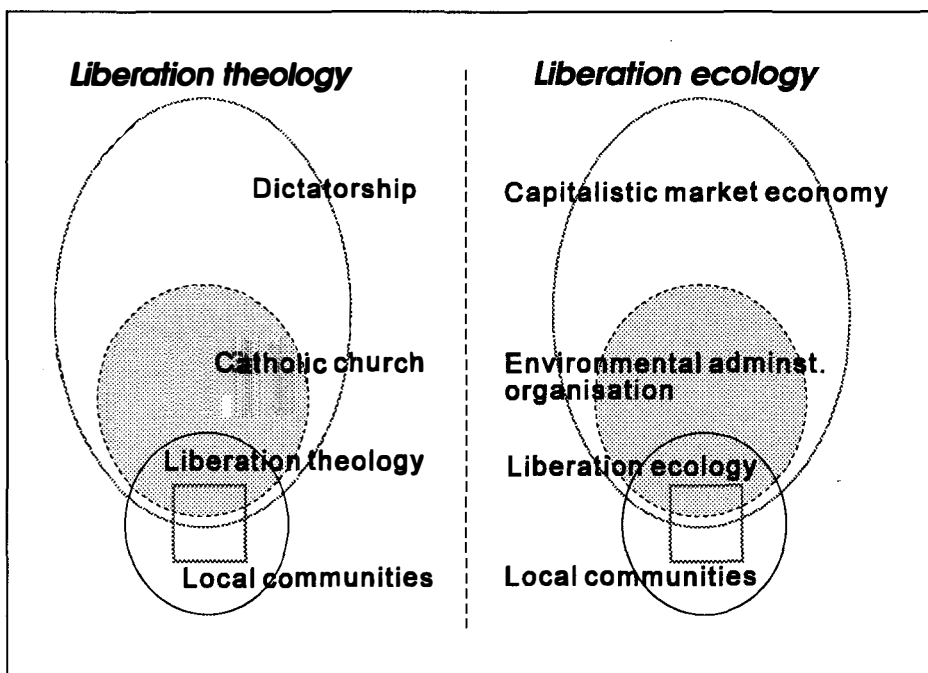 Liberation theology
Dictatorship
Catholic church
Liberation theology
Local communities
Liberation ecology
Capitalistic market economy
Environmental adminst.
organisation
Liberation ecology
Local communities